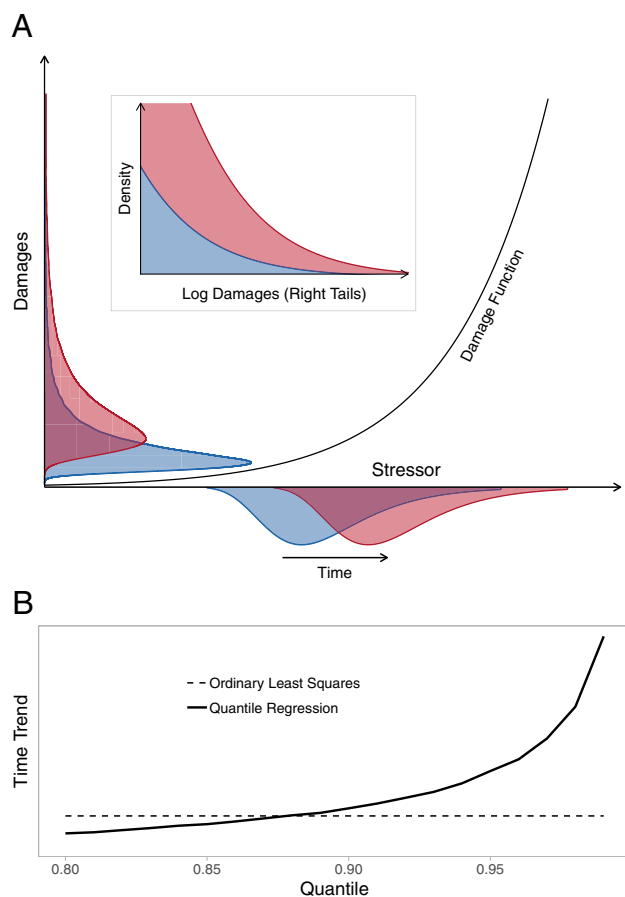 A
Damages
Density
Log Damages (Right Tails)
Damage Function
Stressor
Time
B
Time Trend
Ordinary Least Squares
Quantile Regression
0.80 0.85 0.90 0.95
Quantile